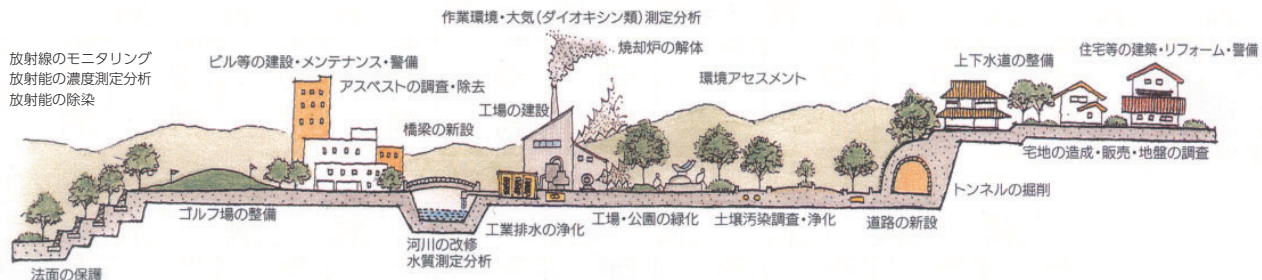 作業環境・大気(ダイオキシン類)測定分析
放射線のモニタリング
放射能の濃度測定分析
放射能の除染
ビル等の建設・メンテナンス・警備
アスベストの調査・除去
焼却炉の解体
工場の建設
橋梁の新設
環境アセスメント
上下水道の整備
住宅等の建築・リフォーム・警備
宅地の造成・販売・地盤の調査
トンネルの掘削
ゴルフ場の整備
河川の改修
水質測定分析
工業排水の浄化
工場・公園の緑化
土壌汚染調査・浄化
道路の新設
法面の保護